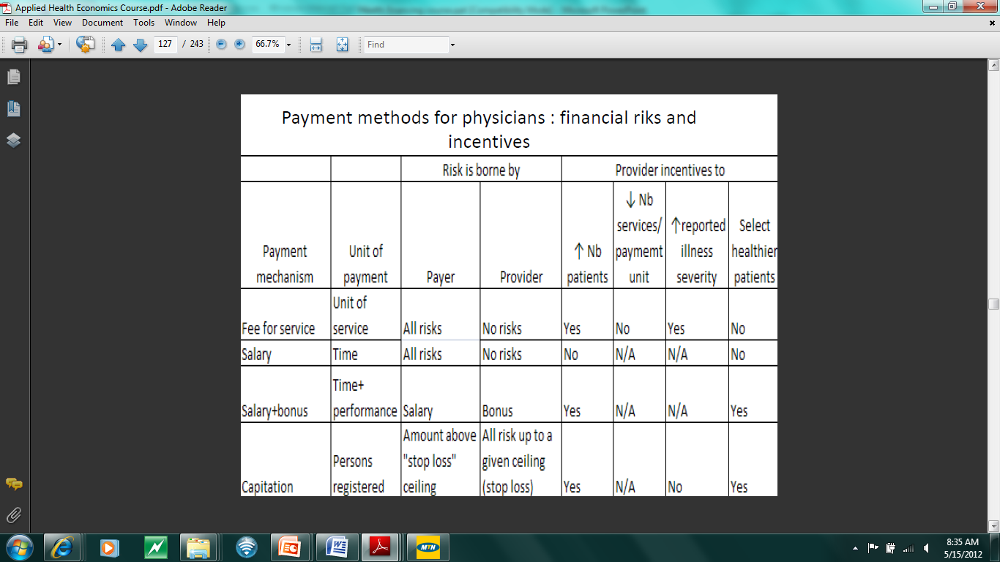 Applied Health Economics Course.pdf - Adobe Reader
File Edit View Document Tools Window Help
127 / 243 66.7% Find
Payment methods for physicians : financial riks and
incentives
Risk is borne by Provider incentives to
Payment mechanism Unit of payment Payer Provider ↑ Nb patients ↓ Nb services/ paymemt unit ↑reported illness severity Select healthier patients
Fee for service Unit of service All risks No risks Yes No Yes No
Salary Time All risks No risks No N/A N/A No
Salary+bonus Time+ performance Salary Bonus Yes N/A N/A Yes
Capitation Persons registered Amount above "stop loss" ceiling All risk up to a given ceiling (stop loss) Yes N/A No Yes
MTN
8:35 AM
5/15/2012